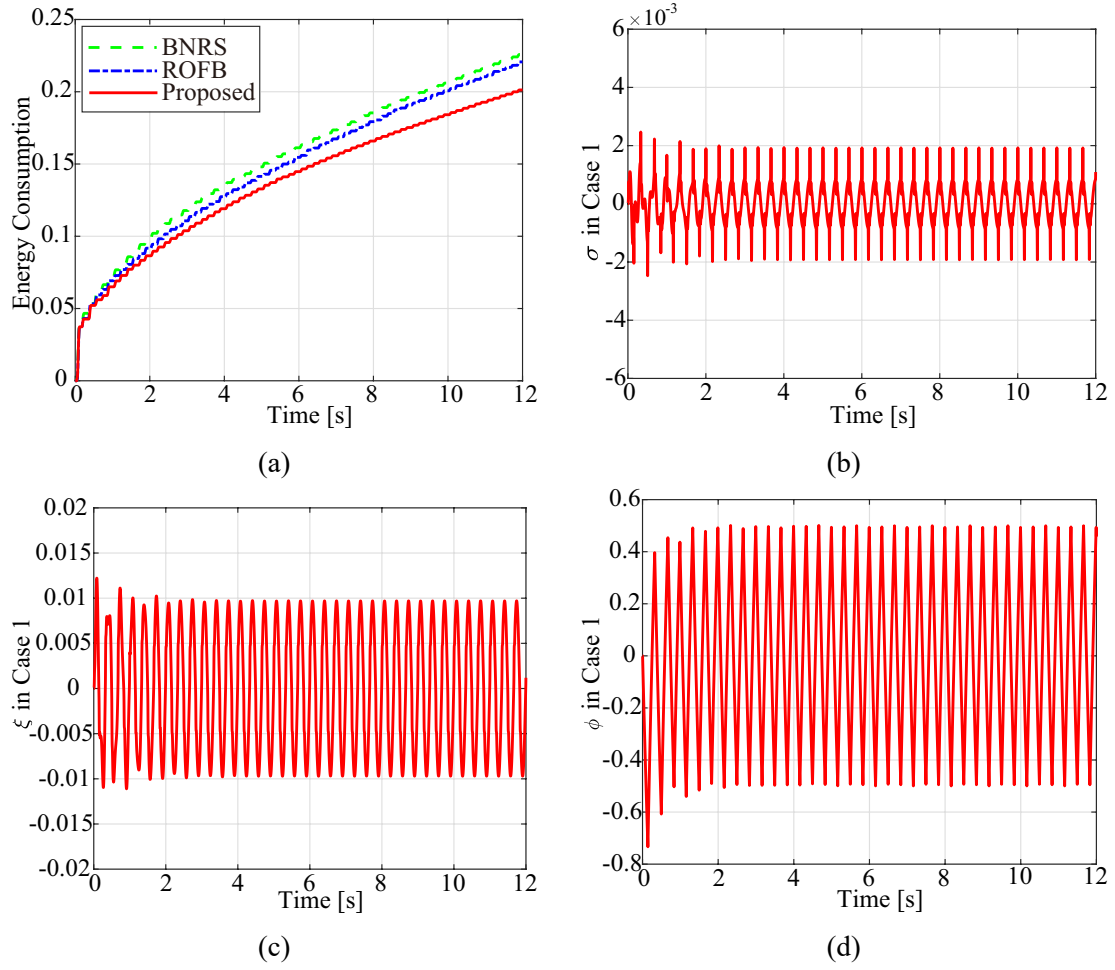 0.25
BNRS
ROFB
Proposed
0.2
0.15
0.1
0.05
0
Energy Consumption
0 2 4 6 8 10 12
Time [s]
(a)
6 ×10⁻³
4
2
0
-2
-4
-6
σ in Case 1
0 2 4 6 8 10 12
Time [s]
(b)
0.02
0.015
0.01
0.005
0
-0.005
-0.01
-0.015
-0.02
ξ in Case 1
0 2 4 6 8 10 12
Time [s]
(c)
0.6
0.4
0.2
0
-0.2
-0.4
-0.6
-0.8
ϕ in Case 1
0 2 4 6 8 10 12
Time [s]
(d)